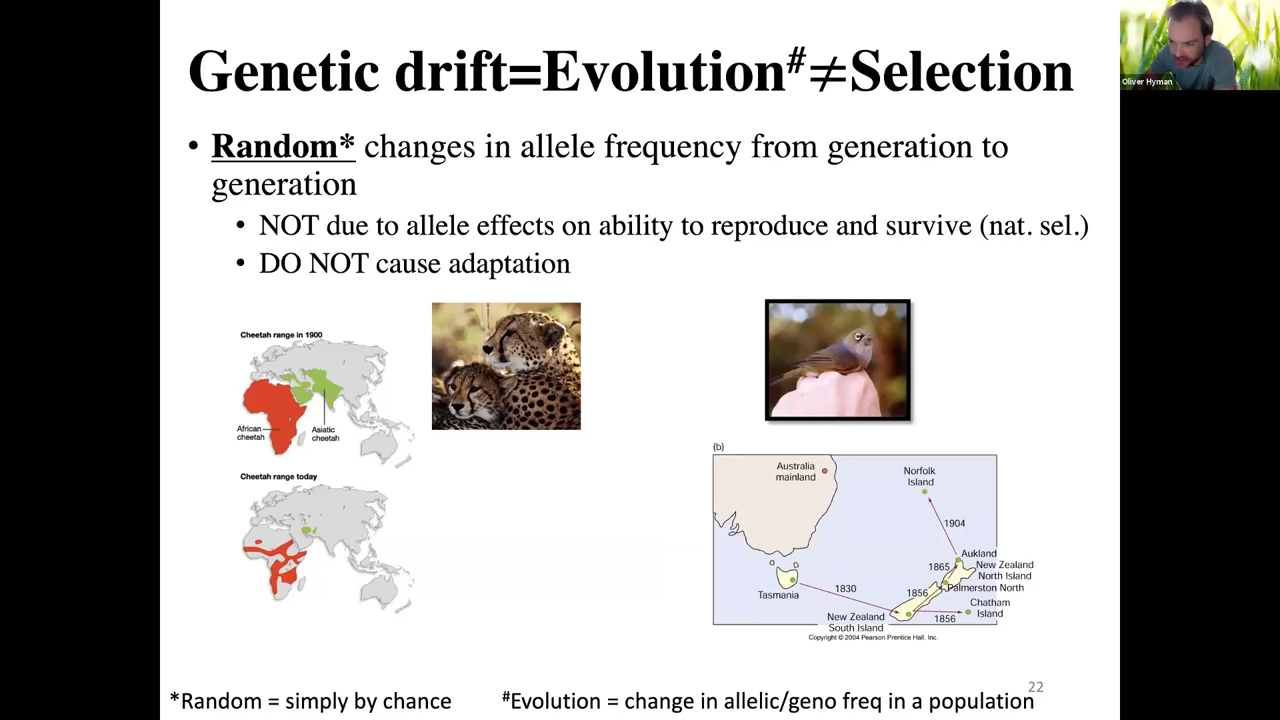 Genetic drift=Evolution#≠Selection
Oliver Hyman
• Random* changes in allele frequency from generation to
generation
• NOT due to allele effects on ability to reproduce and survive (nat. sel.)
• DO NOT cause adaptation
Cheetah range in 1900
African
cheetah
Asiatic
cheetah
Cheetah range today
(b)
Australia
mainland
Norfolk
Island
1904
Aukland
New Zealand
North Island
1865
Palmerston North
1856
Chatham
Island
1856
Tasmania
1830
New Zealand
South Island
Copyright © 2004 Pearson Prentice Hall, Inc.
22
*Random = simply by chance
#Evolution = change in allelic/geno freq in a population